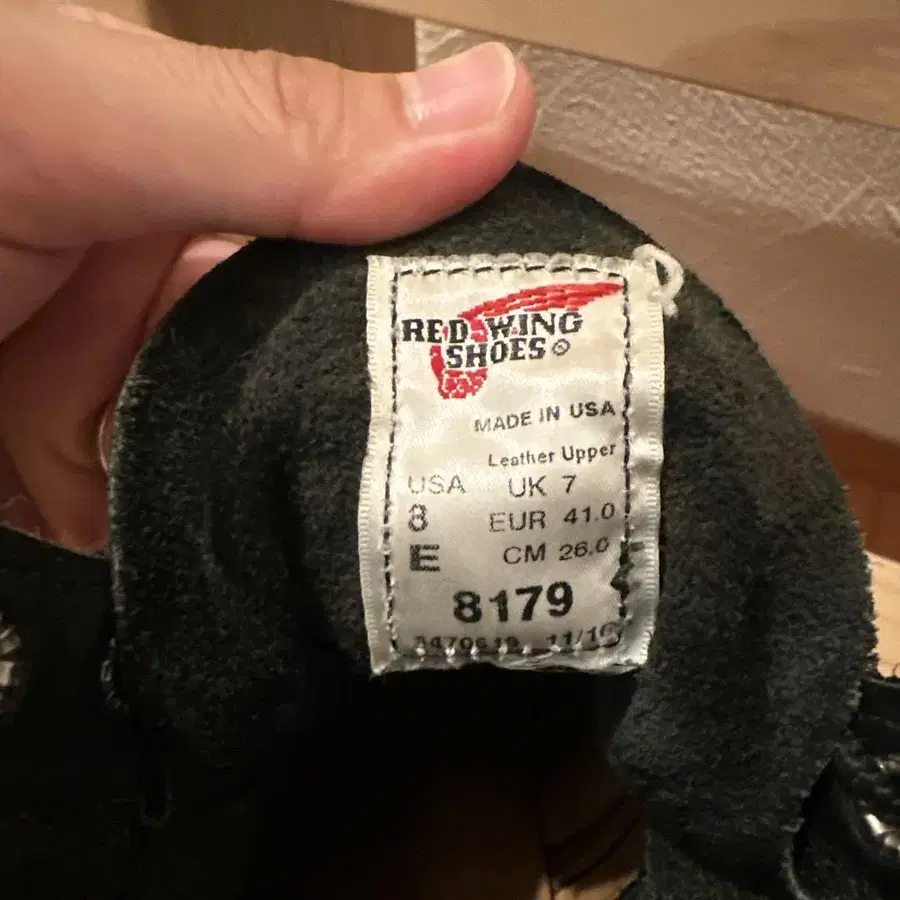 RED WING
SHOES
MADE IN USA
Leather Upper
USA UK 7
8 EUR 41.0
E CM 26.0
8179